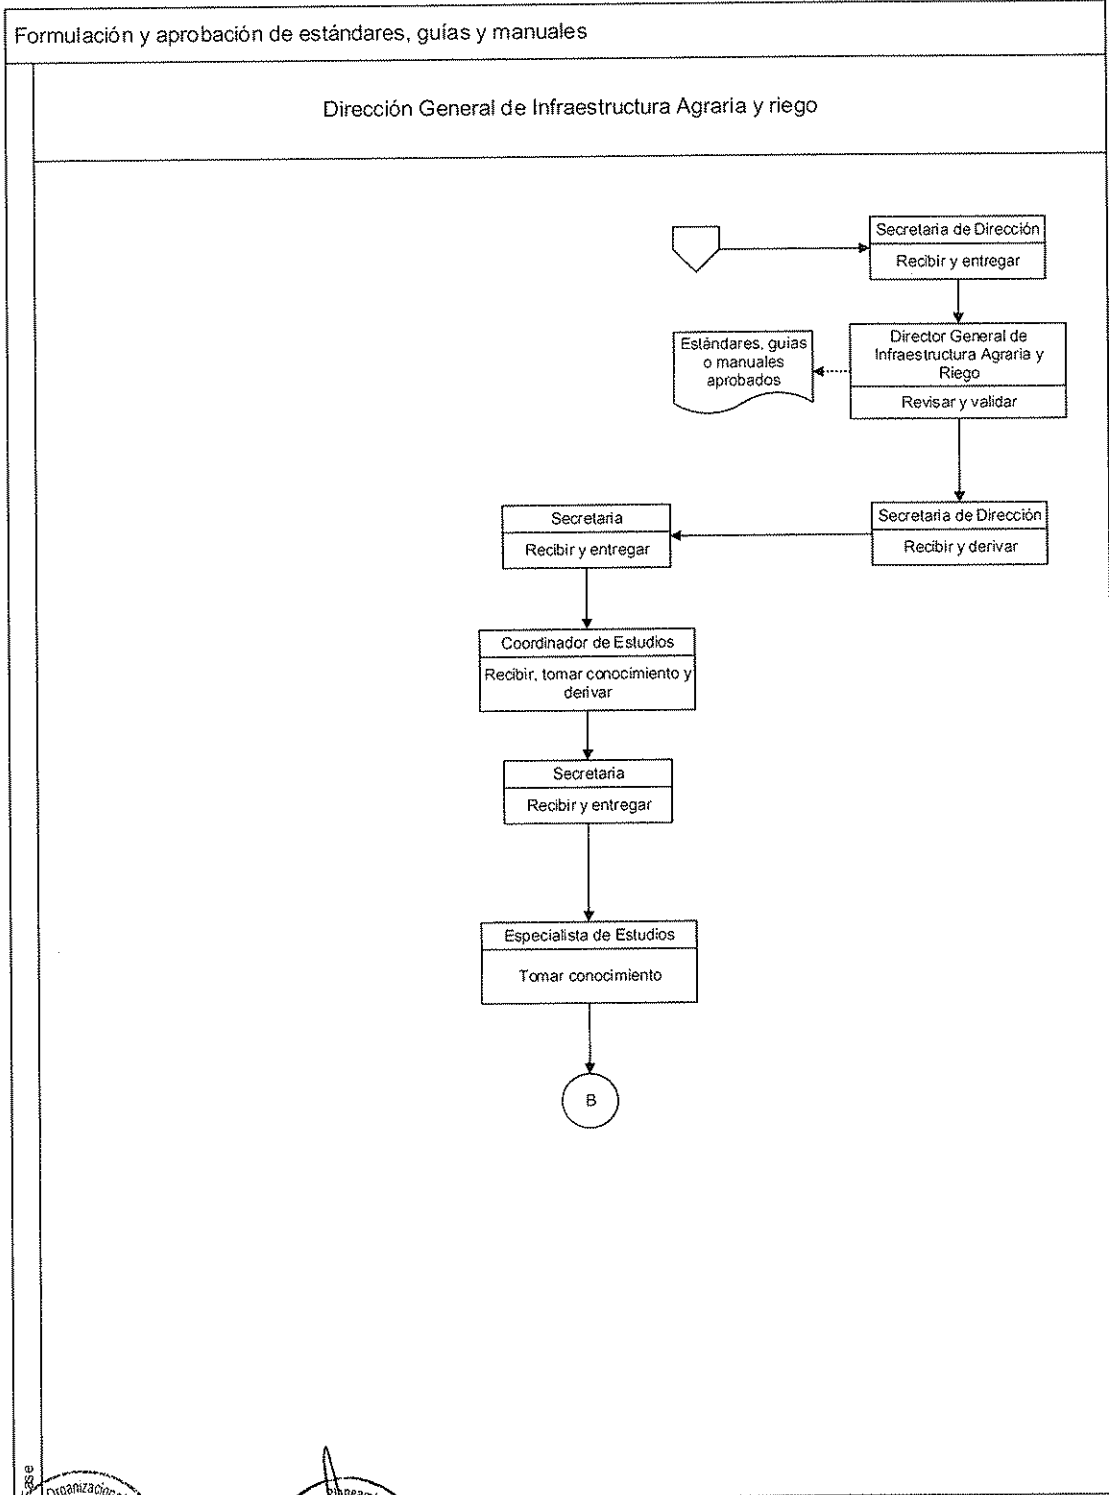 Formulación y aprobación de estándares, guías y manuales
Dirección General de Infraestructura Agraria y riego
Secretaria de Dirección
Recibir y entregar
Director General de
Infraestructura Agraria y
Riego
Revisar y validar
Estándares, guias
o manuales
aprobados
Secretaria de Dirección
Recibir y derivar
Secretaria
Recibir y entregar
Coordinador de Estudios
Recibir, tomar conocimiento y
derivar
Secretaria
Recibir y entregar
Especialista de Estudios
Tomar conocimiento
B